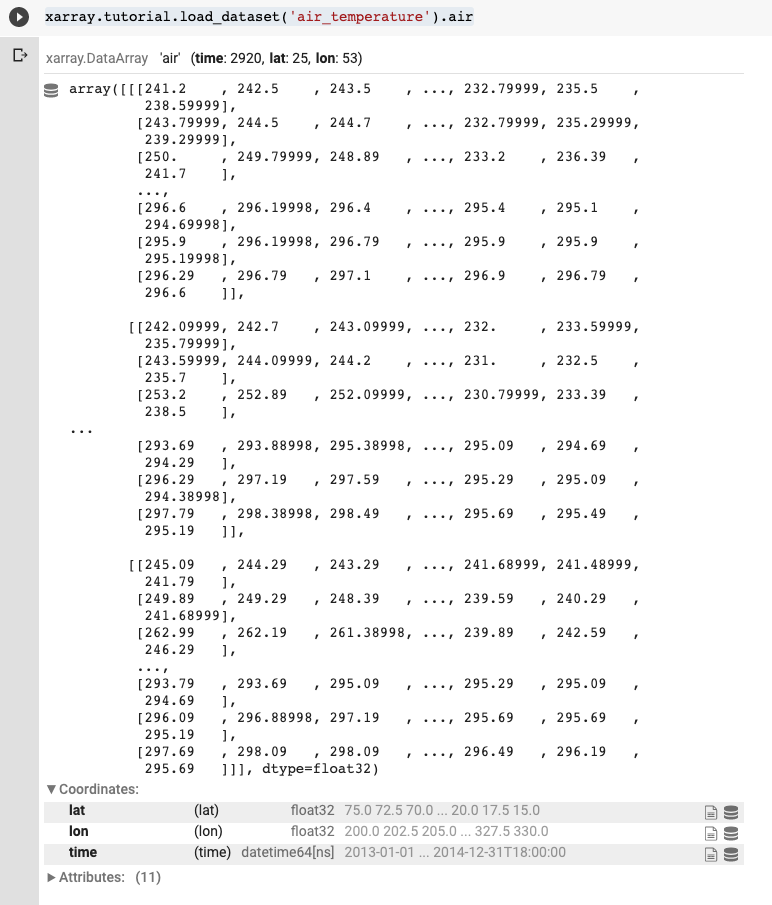 xarray.tutorial.load_dataset('air_temperature').air
xarray.DataArray 'air' (time: 2920, lat: 25, lon: 53)
array([[[241.2    , 242.5    , 243.5    , ..., 232.79999, 235.5    ,
         238.59999],
        [243.79999, 244.5    , 244.7    , ..., 232.79999, 235.29999,
         239.29999],
        [250.     , 249.79999, 248.89   , ..., 233.2    , 236.39   ,
         241.7    ],
        ...,
        [296.6    , 296.19998, 296.4    , ..., 295.4    , 295.1    ,
         294.69998],
        [295.9    , 296.19998, 296.79   , ..., 295.9    , 295.9    ,
         295.19998],
        [296.29   , 296.79   , 297.1    , ..., 296.9    , 296.79   ,
         296.6    ]],
       [[242.09999, 242.7    , 243.09999, ..., 232.     , 233.59999,
         235.79999],
        [243.59999, 244.09999, 244.2    , ..., 231.     , 232.5    ,
         235.7    ],
        [253.2    , 252.89   , 252.09999, ..., 230.79999, 233.39   ,
         238.5    ],
...
        [293.69   , 293.88998, 295.38998, ..., 295.09   , 294.69   ,
         294.29   ],
        [296.29   , 297.19   , 297.59   , ..., 295.29   , 295.09   ,
         294.38998],
        [297.79   , 298.38998, 298.49   , ..., 295.69   , 295.49   ,
         295.19   ]],
       [[245.09   , 244.29   , 243.29   , ..., 241.68999, 241.48999,
         241.79   ],
        [249.89   , 249.29   , 248.39   , ..., 239.59   , 240.29   ,
         241.68999],
        [262.99   , 262.19   , 261.38998, ..., 239.89   , 242.59   ,
         246.29   ],
        ...,
        [293.79   , 293.69   , 295.09   , ..., 295.29   , 295.09   ,
         294.69   ],
        [296.09   , 296.88998, 297.19   , ..., 295.69   , 295.69   ,
         295.19   ],
        [297.69   , 298.09   , 298.09   , ..., 296.49   , 296.19   ,
         295.69   ]]], dtype=float32)
▼Coordinates:
lat (lat) float32 75.0 72.5 70.0 ... 20.0 17.5 15.0
lon (lon) float32 200.0 202.5 205.0 ... 327.5 330.0
time (time) datetime64[ns] 2013-01-01 ... 2014-12-31T18:00:00
►Attributes: (11)